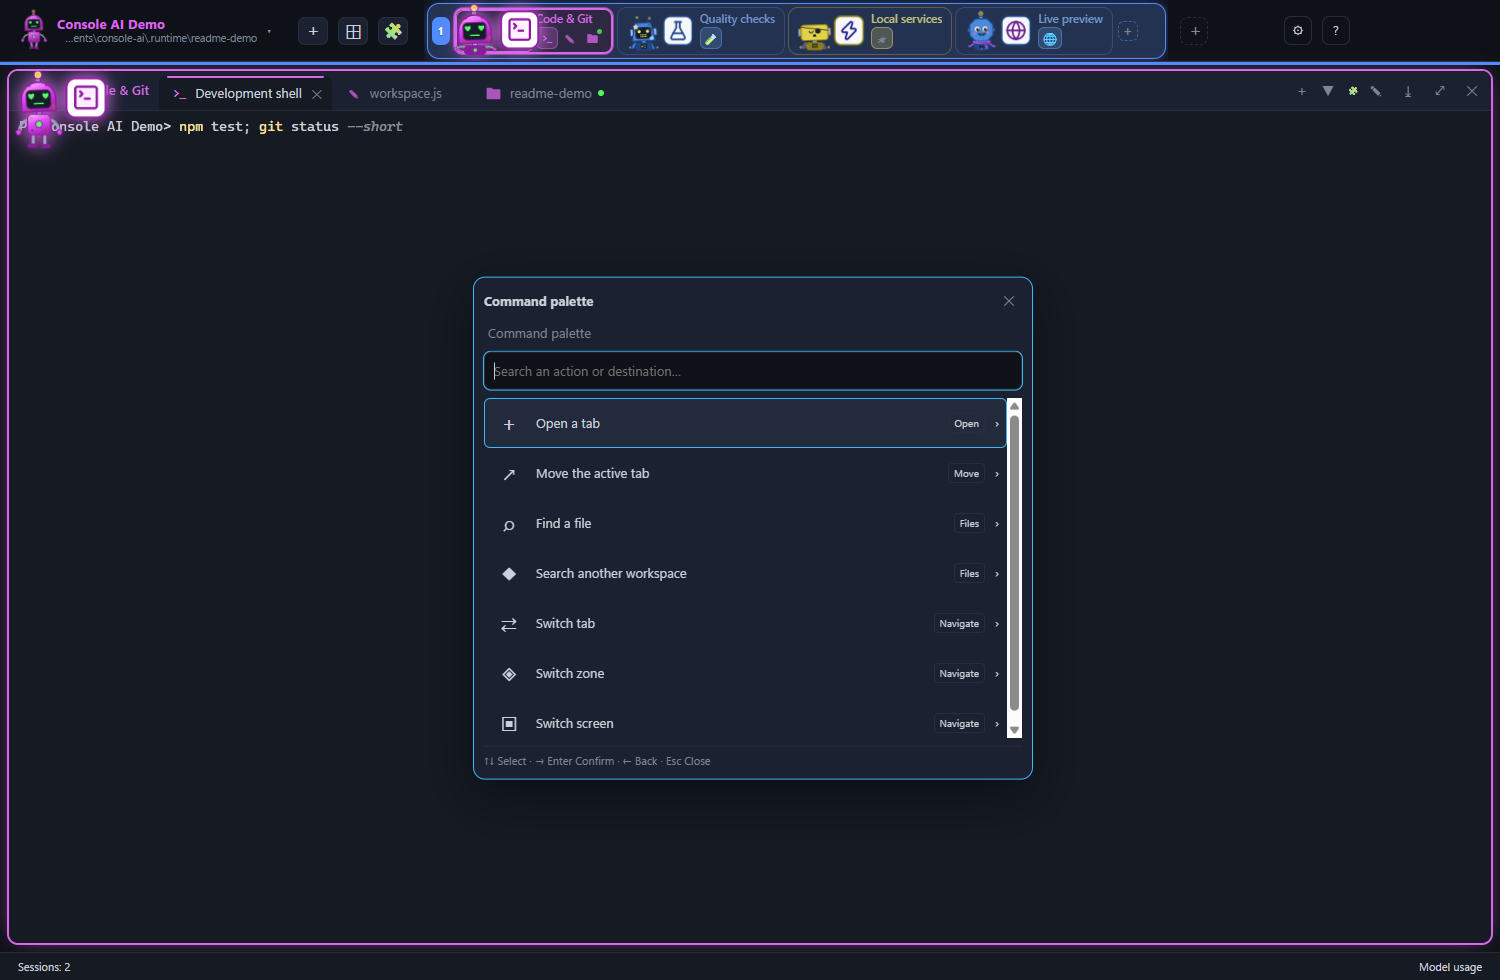 Console AI Demo
...ents\console-ai\.runtime\readme-demo
1
Code & Git
Quality checks
Local services
Live preview
?
le & Git
Development shell
workspace.js
readme-demo
onsole AI Demo> npm test; git status --short
Command palette
Command palette
Search an action or destination...
Open a tab Open
Move the active tab Move
Find a file Files
Search another workspace Files
Switch tab Navigate
Switch zone Navigate
Switch screen Navigate
↑↓ Select · → Enter Confirm · ← Back · Esc Close
Sessions: 2
Model usage